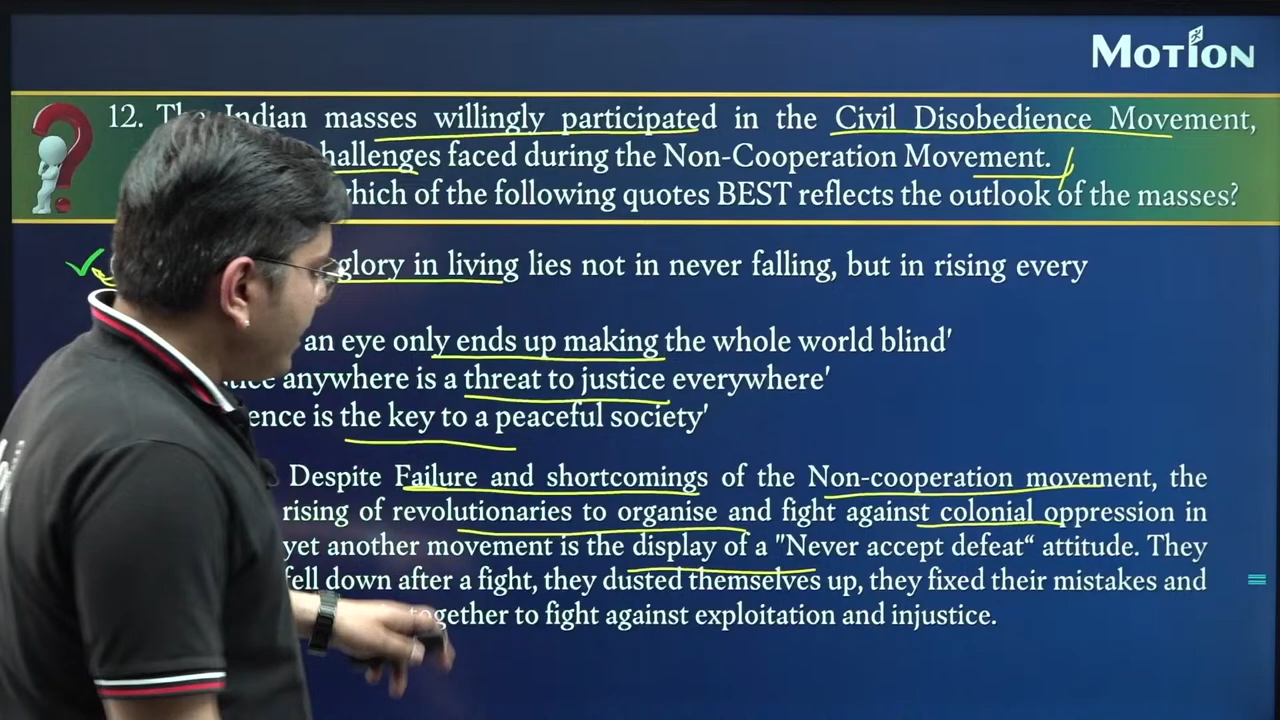 MOTION
12. The Indian masses willingly participated in the Civil Disobedience Movement,
challenges faced during the Non-Cooperation Movement.
which of the following quotes BEST reflects the outlook of the masses?
glory in living lies not in never falling, but in rising every
an eye only ends up making the whole world blind'
anywhere is a threat to justice everywhere'
is the key to a peaceful society'
Despite Failure and shortcomings of the Non-cooperation movement, the
rising of revolutionaries to organise and fight against colonial oppression in
yet another movement is the display of a "Never accept defeat“ attitude. They
fell down after a fight, they dusted themselves up, they fixed their mistakes and
together to fight against exploitation and injustice.